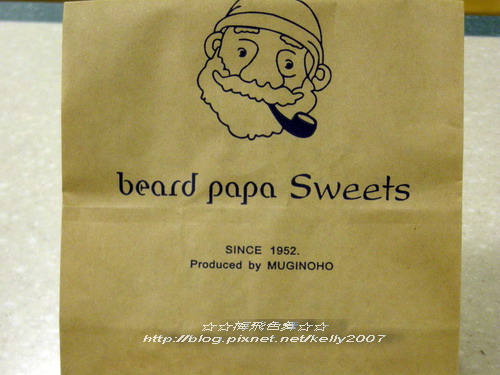 beard papa Sweets
SINCE 1952.
Produced by MUGINOHO
☆☆梅飛色舞☆☆
http://blog.pixnet.net/kelly2007